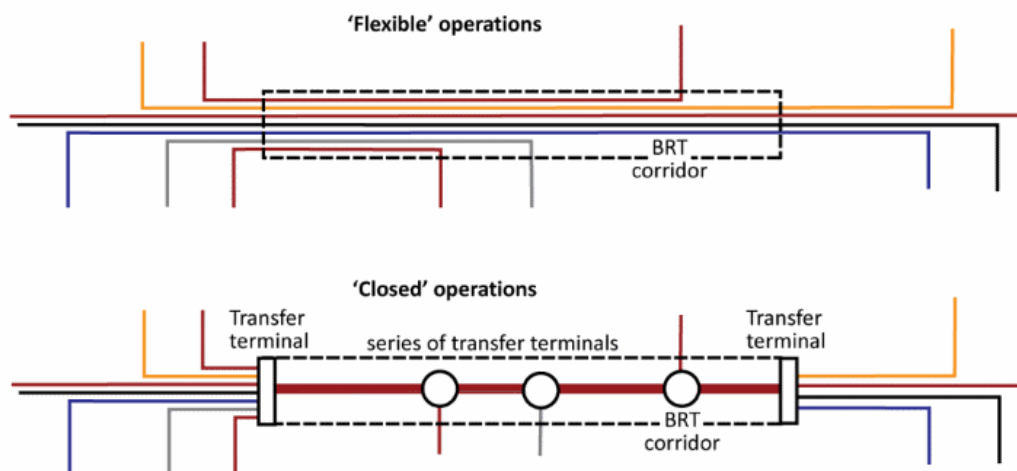 ‘Flexible’ operations
BRT
corridor
‘Closed’ operations
Transfer
terminal
series of transfer terminals
Transfer
terminal
BRT
corridor